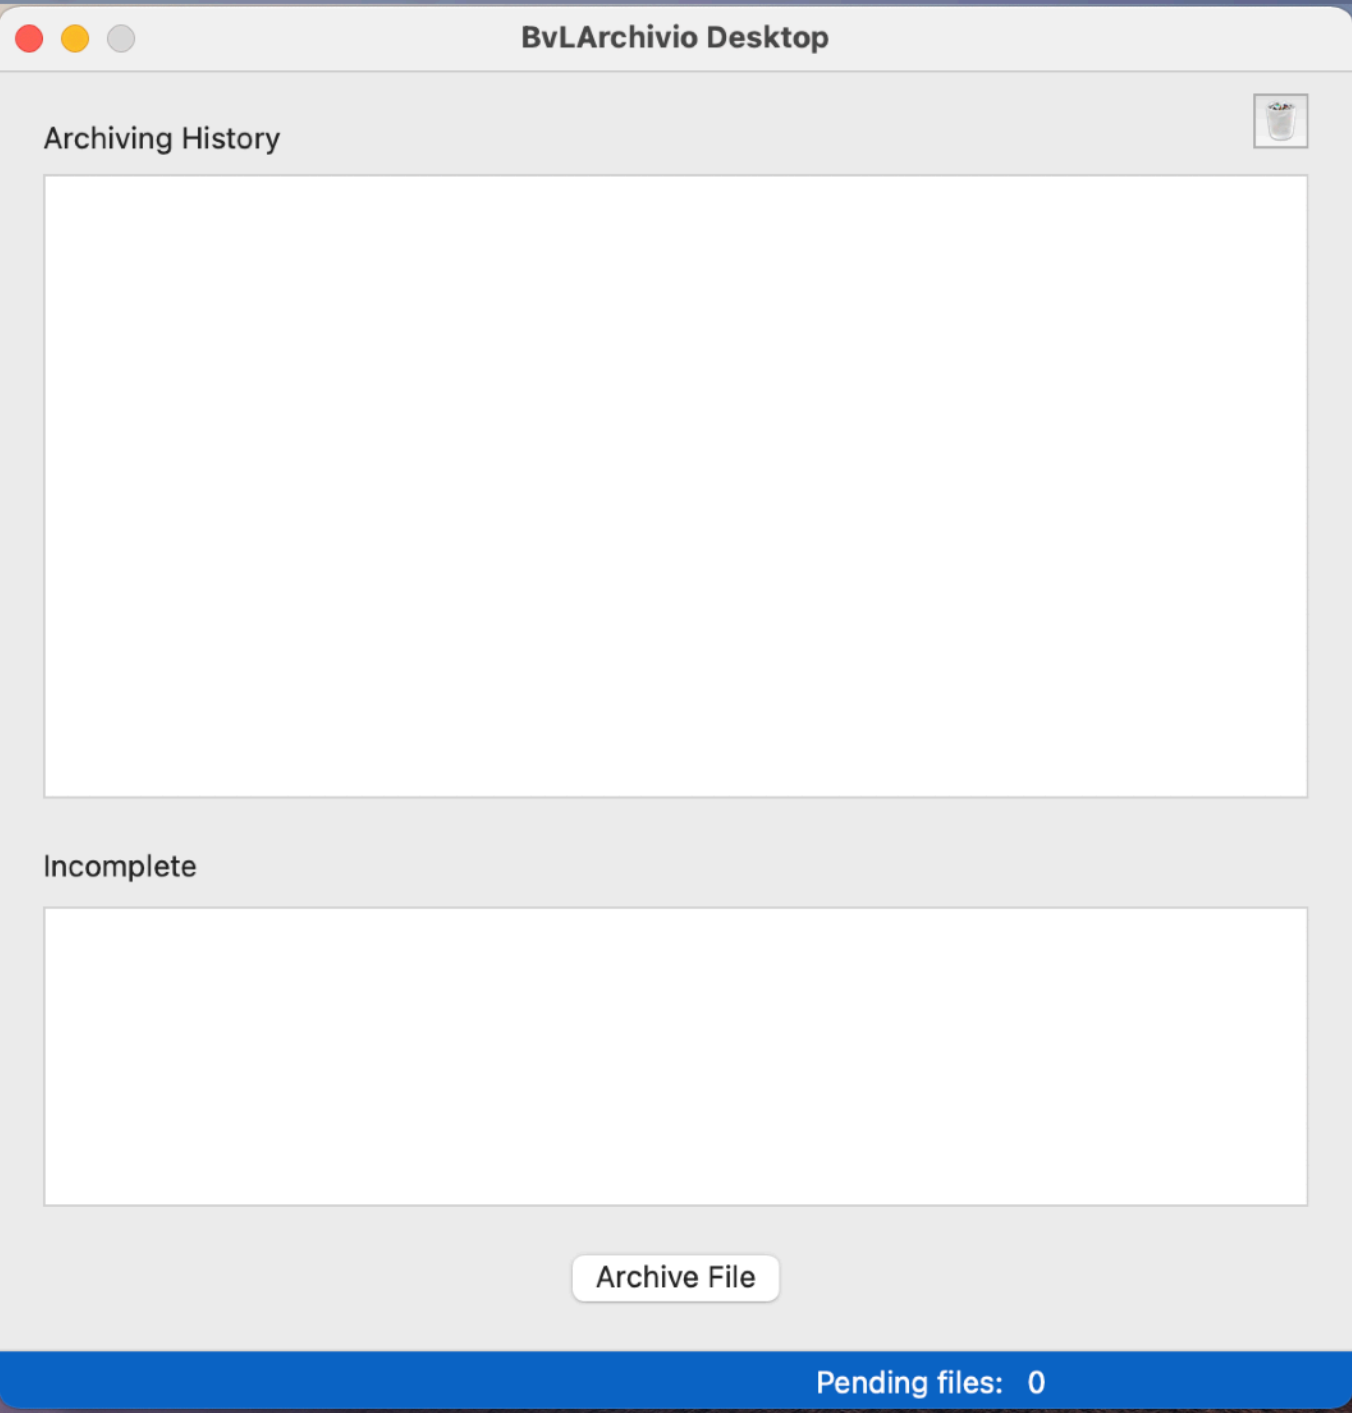 BvLArchivio Desktop
Archiving History
Incomplete
Archive File
Pending files: 0